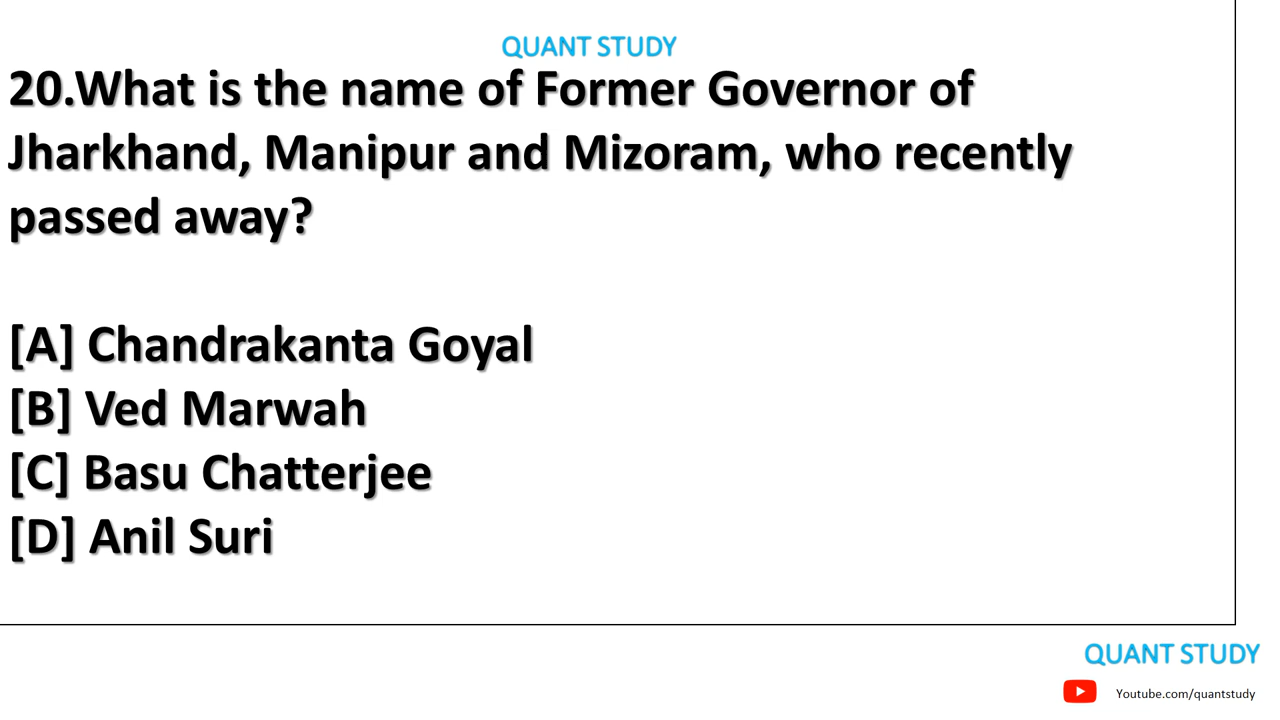 QUANT STUDY
20.What is the name of Former Governor of
Jharkhand, Manipur and Mizoram, who recently
passed away?
[A] Chandrakanta Goyal
[B] Ved Marwah
[C] Basu Chatterjee
[D] Anil Suri
QUANT STUDY
Youtube.com/quantstudy